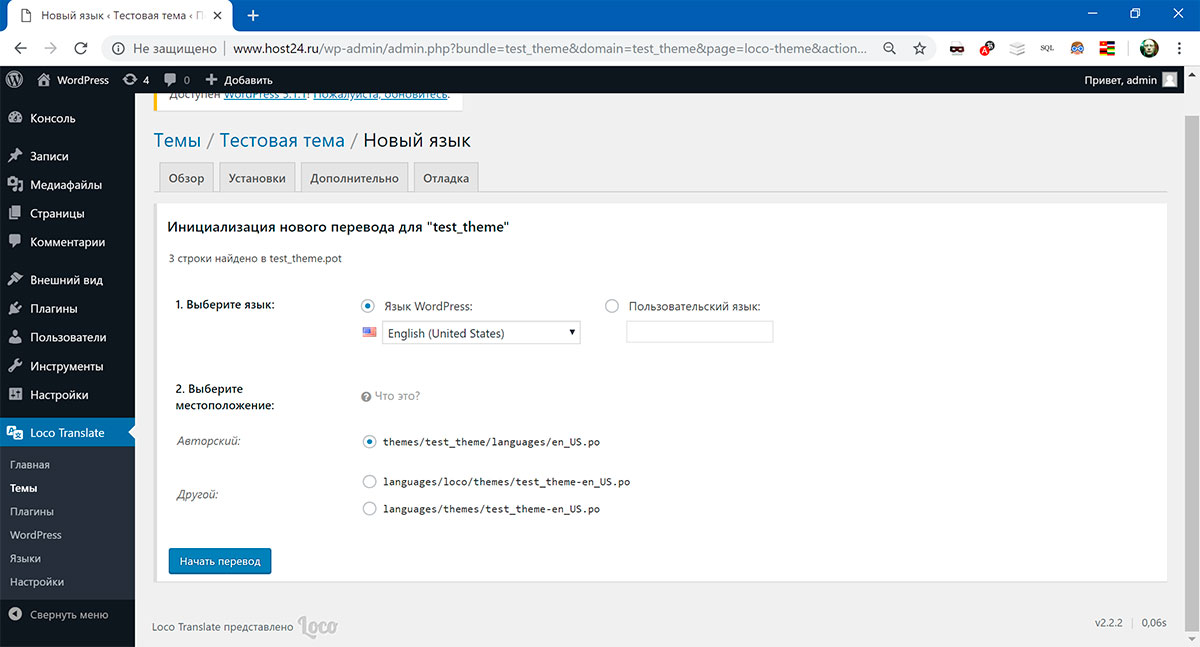 Новый язык ‹ Тестовая тема ‹ П
Не защищено
www.host24.ru/wp-admin/admin.php?bundle=test_theme&domain=test_theme&page=loco-theme&action...
SQL
WordPress
4
0
Добавить
Привет, admin
Доступен WordPress 5.1.1! Пожалуйста, обновитесь.
Консоль
Записи
Медиафайлы
Страницы
Комментарии
Внешний вид
Плагины
Пользователи
Инструменты
Настройки
Loco Translate
Главная
Темы
Плагины
WordPress
Языки
Настройки
Свернуть меню
Темы / Тестовая тема / Новый язык
Обзор
Установки
Дополнительно
Отладка
Инициализация нового перевода для "test_theme"
3 строки найдено в test_theme.pot
1. Выберите язык:
Язык WordPress:
Пользовательский язык:
English (United States)
2. Выберите
местоположение:
Что это?
Авторский:
themes/test_theme/languages/en_US.po
Другой:
languages/loco/themes/test_theme-en_US.po
languages/themes/test_theme-en_US.po
Начать перевод
Loco Translate представлено
Loco
v2.2.2
0,06s